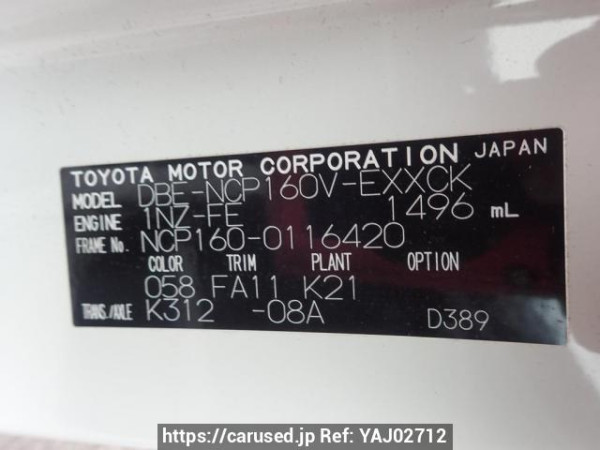 TOYOTA MOTOR CORPORATION JAPAN
MODEL DBE-NCP160V-EXXCK
ENGINE 1NZ-FE 1496 mL
FRAME No. NCP160-0116420
COLOR TRIM PLANT OPTION
058 FA11 K21
TRANS./AXLE K312 -08A D389
https://carused.jp Ref: YAJ02712